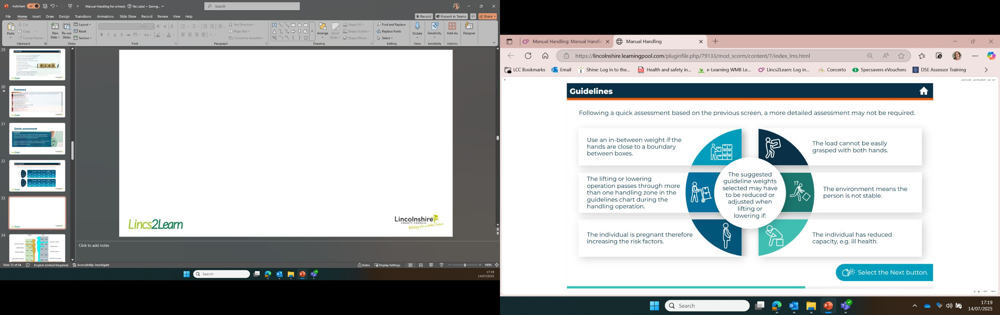 AutoSave
Manual Handling for schools
No Label • Saving...
Search
File
Home
Insert
Draw
Design
Transitions
Animations
Slide Show
Record
Review
View
Help
Record
Present in Teams
Share
Paste
Cut
Copy
Format Painter
Clipboard
New Slide
Re-use Slides
Layout
Reset
Section
Slides
Font
Text Direction
Align Text
Convert to SmartArt
Paragraph
Arrange
Quick Styles
Shape Fill
Shape Outline
Shape Effects
Drawing
Find and Replace
Replace Fonts
Select
Editing
Dictate
Voice
Sensitivity
Sensitivity
Add-ins
Add-ins
Designer
29
RISK
30
Summary
31
Quick assessment
32
33
34
Lincs2Learn
Lincolnshire
COUNTY COUNCIL
Working for a better future
Click to add notes
Slide 33 of 64
English (United Kingdom)
Accessibility: Investigate
Notes
Display Settings
100%
Search
17:19
14/07/2025
Manual Handling: Manual Handlin
Manual Handling
https://lincolnshire.learningpool.com/pluginfile.php/79133/mod_scorm/content/7/index_lms.html
LCC Bookmarks
Email
Shine: Log in to the...
Health and safety in...
e-Learning WMB Le...
Lincs2Learn: Log in...
Concerto
Specsavers eVouchers
DSE Assessor Training
Guidelines
Following a quick assessment based on the previous screen, a more detailed assessment may not be required.
Use an in-between weight if the
hands are close to a boundary
between boxes.
The lifting or lowering
operation passes through more
than one handling zone in the
guidelines chart during the
handling operation.
The individual is pregnant therefore
increasing the risk factors.
The suggested
guideline weights
selected may have
to be reduced or
adjusted when
lifting or
lowering if:
The load cannot be easily
grasped with both hands.
!?
The environment means the
person is not stable.
The individual has reduced
capacity, e.g. ill health.
Select the Next button.
Search
17:19
14/07/2025